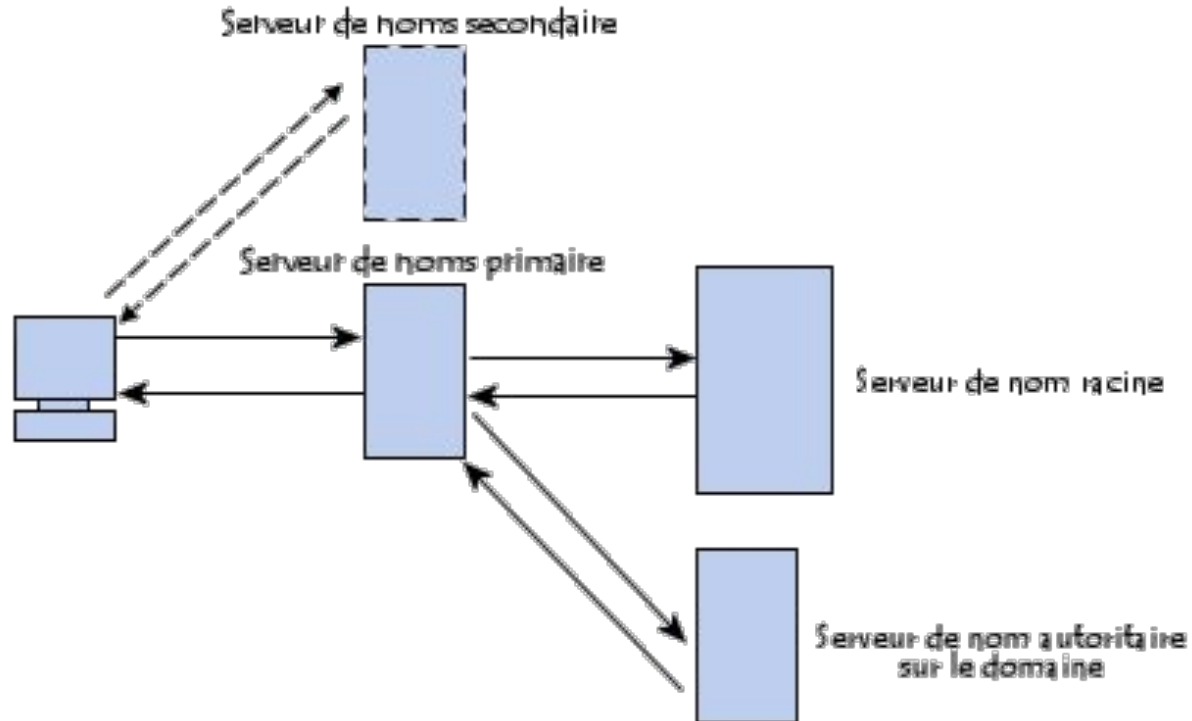 Serveur de noms secondaire
Serveur de noms primaire
Serveur de nom racine
Serveur de nom autoritaire
sur le domaine